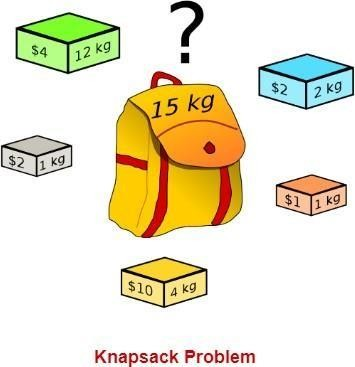 ?
$4 12 kg
15 kg
$2 2 kg
$2 1 kg
$1 1 kg
$10 4 kg
Knapsack Problem